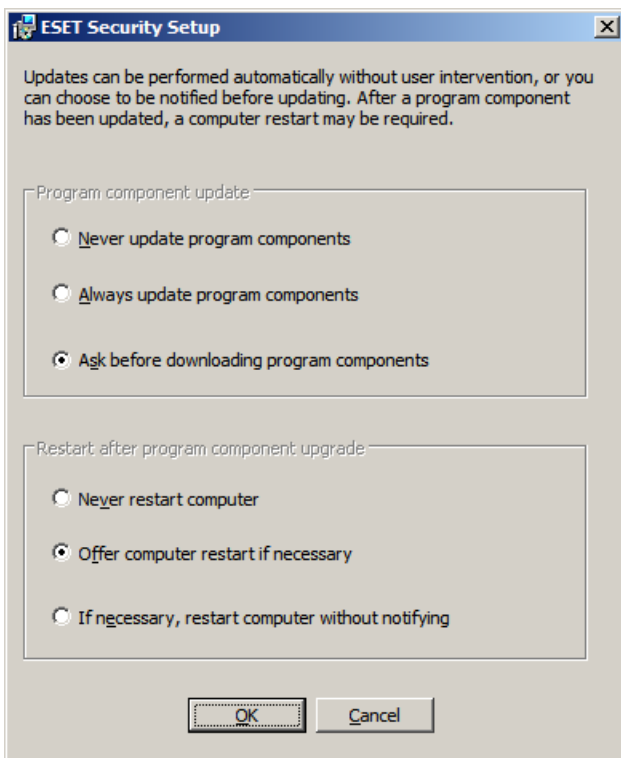 ESET Security Setup
Updates can be performed automatically without user intervention, or you
can choose to be notified before updating. After a program component
has been updated, a computer restart may be required.
Program component update
Never update program components
Always update program components
Ask before downloading program components
Restart after program component upgrade
Never restart computer
Offer computer restart if necessary
If necessary, restart computer without notifying
OK
Cancel